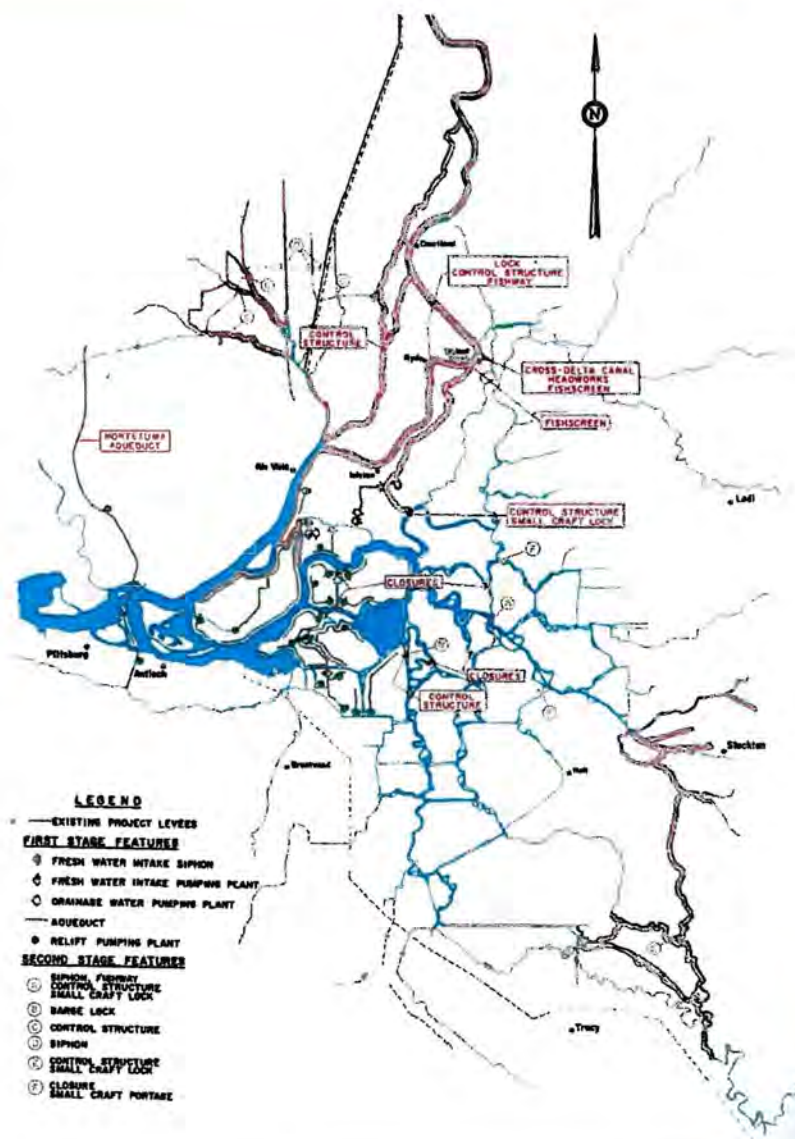 N
Courtland
LOCK
CONTROL STRUCTURE
FISHWAY
CONTROL
STRUCTURE
Ryde
CROSS-DELTA CANAL
HEADWORKS
FISHSCREEN
FISHSCREEN
MONTEZUMA
AQUEDUCT
Rio Vista
Isleton
Lodi
CONTROL STRUCTURE
SMALL CRAFT LOCK
CLOSURES
Pittsburg
Antioch
CLOSURES
CONTROL
STRUCTURE
Brentwood
Holt
Stockton
Tracy
LEGEND
EXISTING PROJECT LEVEES
FIRST STAGE FEATURES
FRESH WATER INTAKE SIPHON
FRESH WATER INTAKE PUMPING PLANT
DRAINAGE WATER PUMPING PLANT
AQUEDUCT
RELIFT PUMPING PLANT
SECOND STAGE FEATURES
A SIPHON, FISHWAY
CONTROL STRUCTURE
SMALL CRAFT LOCK
B BARGE LOCK
C CONTROL STRUCTURE
D SIPHON
E CONTROL STRUCTURE
SMALL CRAFT LOCK
F CLOSURE
SMALL CRAFT PORTAGE